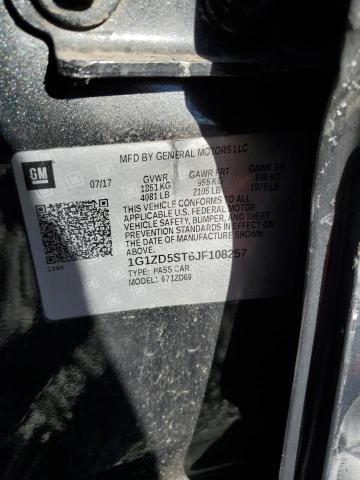 MFD BY GENERAL MOTORS LLC
GM
07/17
GVWR GAWR FRT GAWR RR
1851 KG 955 KG 896 KG
4081 LB 2105 LB 1975 LB
THIS VEHICLE CONFORMS TO ALL
APPLICABLE U.S. FEDERAL MOTOR
VEHICLE SAFETY, BUMPER, AND THEFT
PREVENTION STANDARDS IN EFFECT ON
THE DATE OF MANUFACTURE SHOWN
ABOVE.
1G1ZD5ST6JF108257
TYPE: PASS CAR
MODEL: 671ZD69